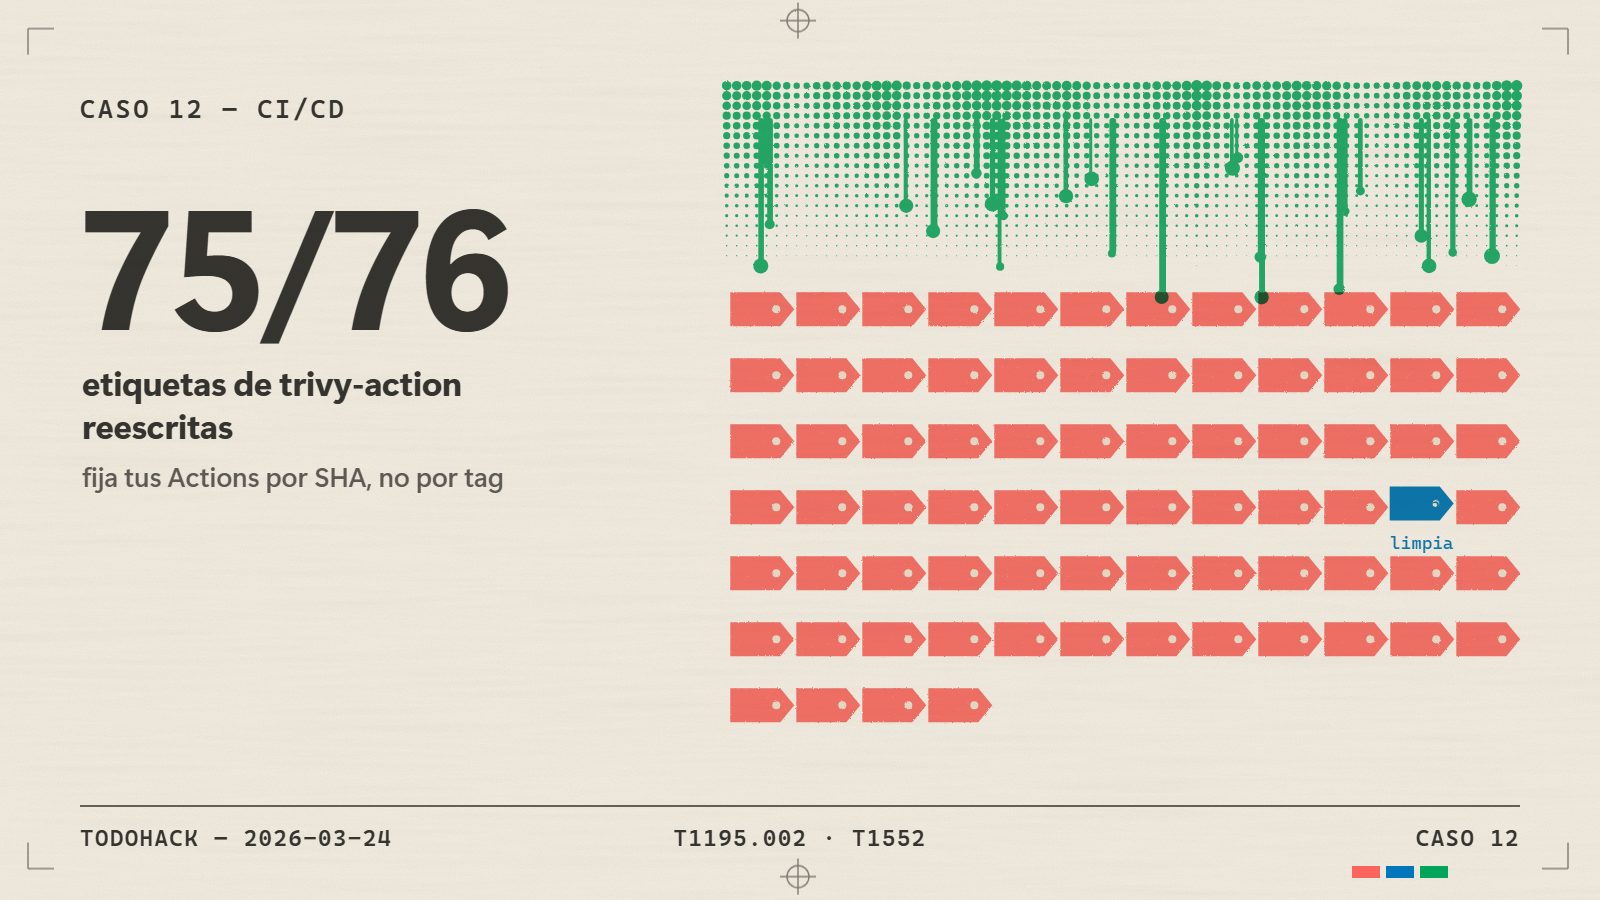 CASO 12 — CI/CD
75/76
etiquetas de trivy-action
reescritas
fija tus Actions por SHA, no por tag
limpia
TODOHACK — 2026-03-24
T1195.002 · T1552
CASO 12